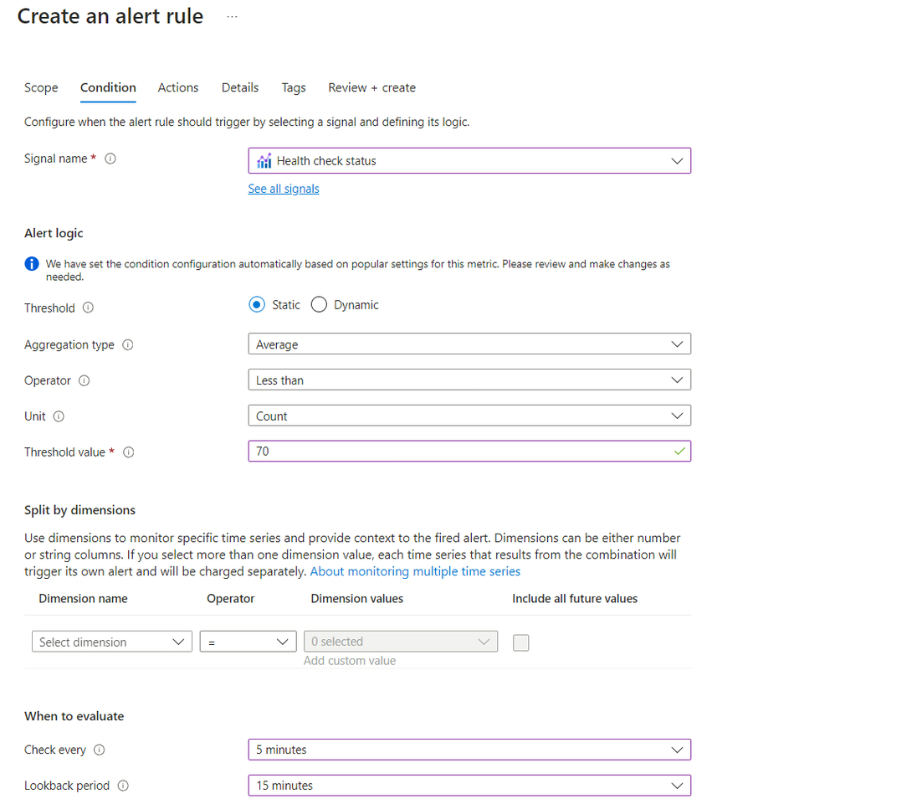 Create an alert rule ...
Scope Condition Actions Details Tags Review + create
Configure when the alert rule should trigger by selecting a signal and defining its logic.
Signal name * Health check status
See all signals
Alert logic
We have set the condition configuration automatically based on popular settings for this metric. Please review and make changes as
needed.
Threshold Static Dynamic
Aggregation type Average
Operator Less than
Unit Count
Threshold value * 70
Split by dimensions
Use dimensions to monitor specific time series and provide context to the fired alert. Dimensions can be either number
or string columns. If you select more than one dimension value, each time series that results from the combination will
trigger its own alert and will be charged separately. About monitoring multiple time series
Dimension name Operator Dimension values Include all future values
Select dimension = 0 selected
Add custom value
When to evaluate
Check every 5 minutes
Lookback period 15 minutes